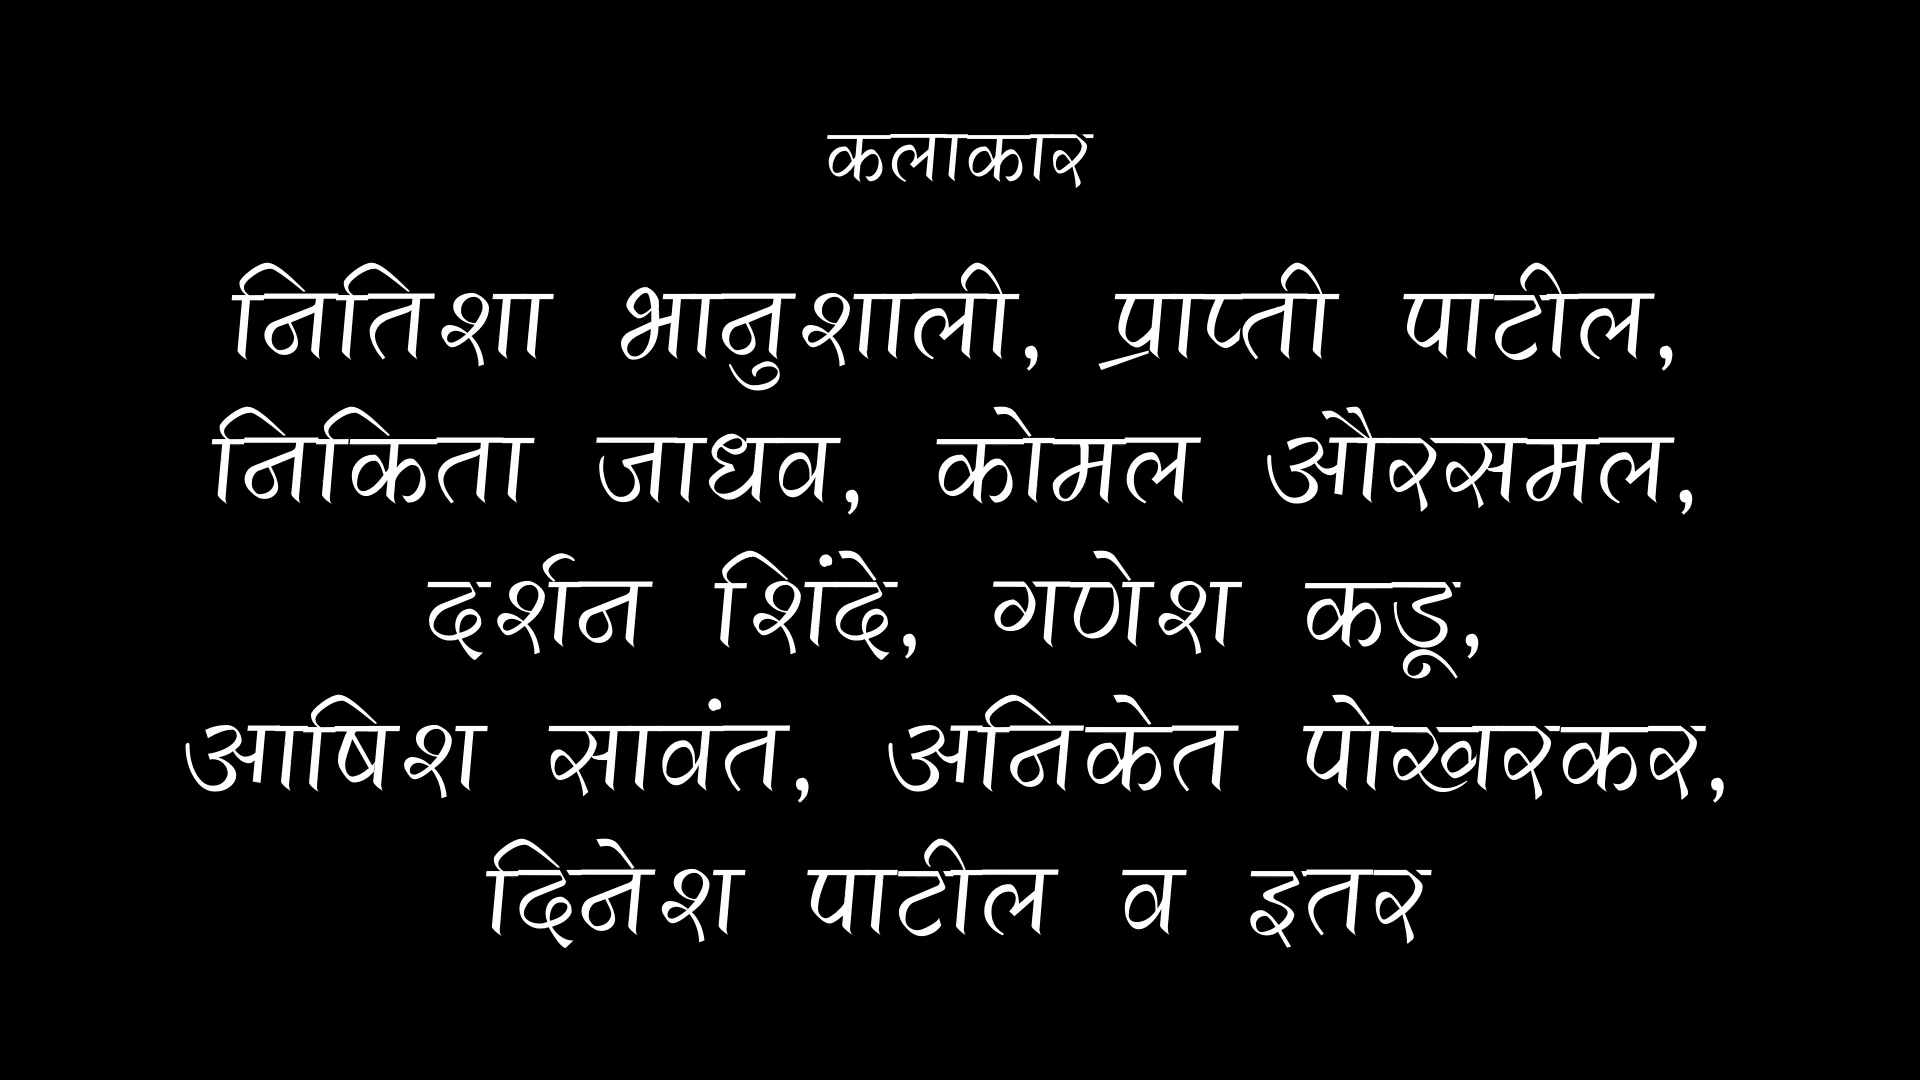 कलाकार
नितिशा भानुशाली, प्राप्ती पाटील,
निकिता जाधव, कोमल औरसमल,
दर्शन शिंदे, गणेश कडू,
आषिश सावंत, अनिकेत पोखरकर,
दिनेश पाटील व इतर